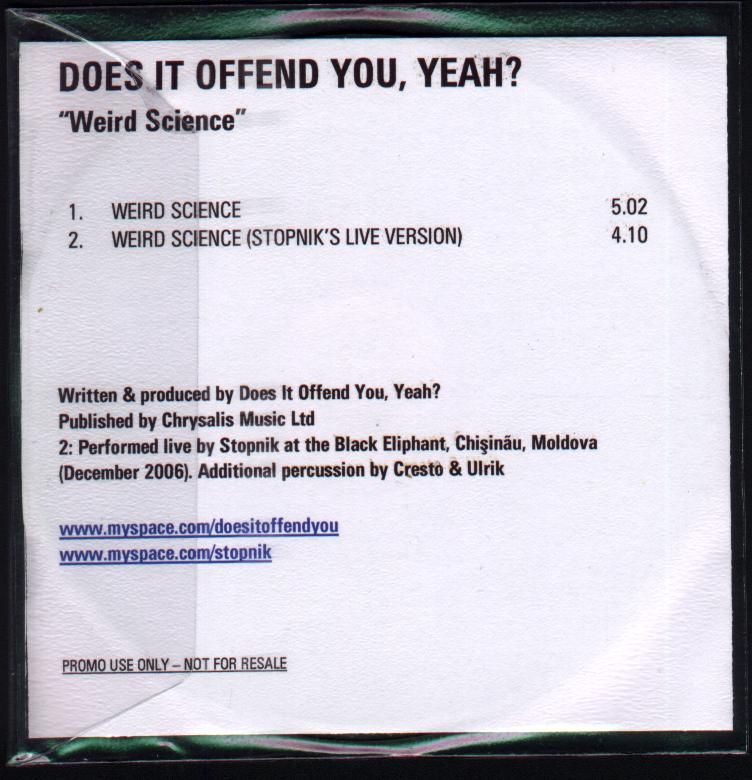 DOES IT OFFEND YOU, YEAH?
“Weird Science”
1. WEIRD SCIENCE 5.02
2. WEIRD SCIENCE (STOPNIK'S LIVE VERSION) 4.10
Written & produced by Does It Offend You, Yeah?
Published by Chrysalis Music Ltd
2: Performed live by Stopnik at the Black Eliphant, Chişinãu, Moldova
(December 2006). Additional percussion by Cresto & Ulrik
www.myspace.com/doesitoffendyou
www.myspace.com/stopnik
PROMO USE ONLY – NOT FOR RESALE